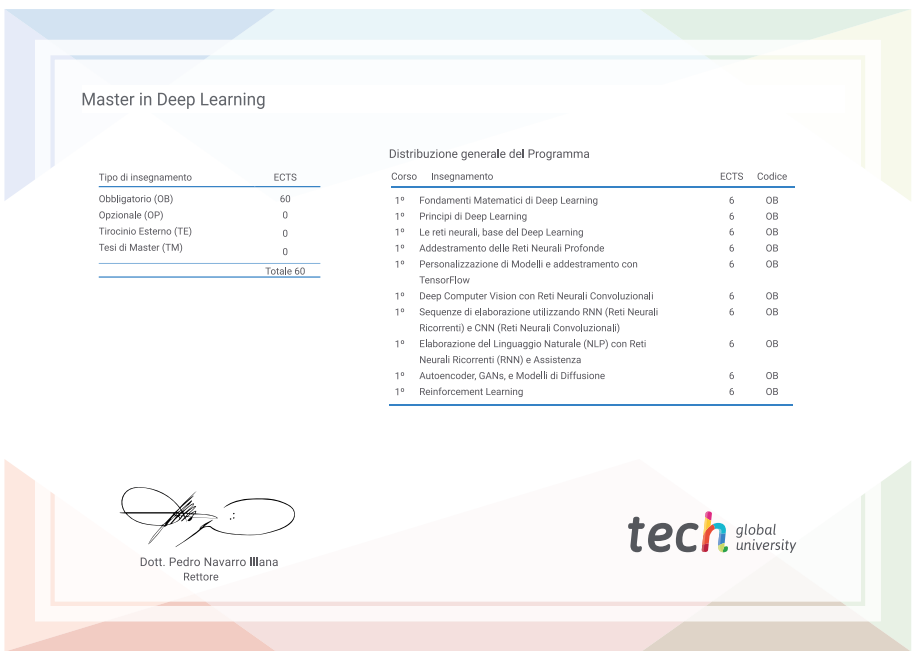 Master in Deep Learning
Tipo di insegnamento ECTS
Obbligatorio (OB) 60
Opzionale (OP) 0
Tirocinio Esterno (TE) 0
Tesi di Master (TM) 0
Totale 60
Distribuzione generale del Programma
Corso Insegnamento ECTS Codice
1º Fondamenti Matematici di Deep Learning 6 OB
1º Principi di Deep Learning 6 OB
1º Le reti neurali, base del Deep Learning 6 OB
1º Addestramento delle Reti Neurali Profonde 6 OB
1º Personalizzazione di Modelli e addestramento con 6 OB
TensorFlow
1º Deep Computer Vision con Reti Neurali Convoluzionali 6 OB
1º Sequenze di elaborazione utilizzando RNN (Reti Neurali 6 OB
Ricorrenti) e CNN (Reti Neurali Convoluzionali)
1º Elaborazione del Linguaggio Naturale (NLP) con Reti 6 OB
Neurali Ricorrenti (RNN) e Assistenza
1º Autoencoder, GANs, e Modelli di Diffusione 6 OB
1º Reinforcement Learning 6 OB
Dott. Pedro Navarro Illana
Rettore
tech global
university